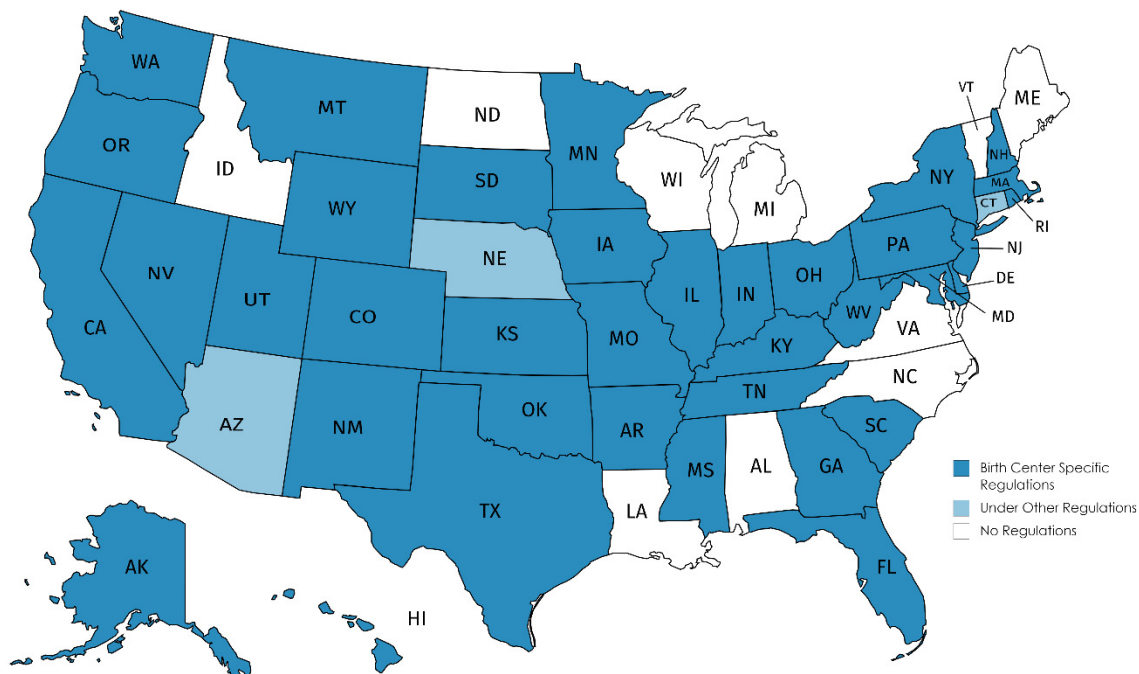 WA
MT
ND
VT
ME
OR
MN
ID
SD
WI
NY
NH
MA
WY
MI
CT
RI
NE
IA
PA
NJ
NV
UT
IL
IN
OH
DE
CA
CO
WV
MD
KS
MO
VA
KY
NC
TN
AZ
NM
OK
AR
SC
MS
AL
GA
Birth Center Specific
Regulations
Under Other Regulations
No Regulations
TX
LA
AK
FL
HI